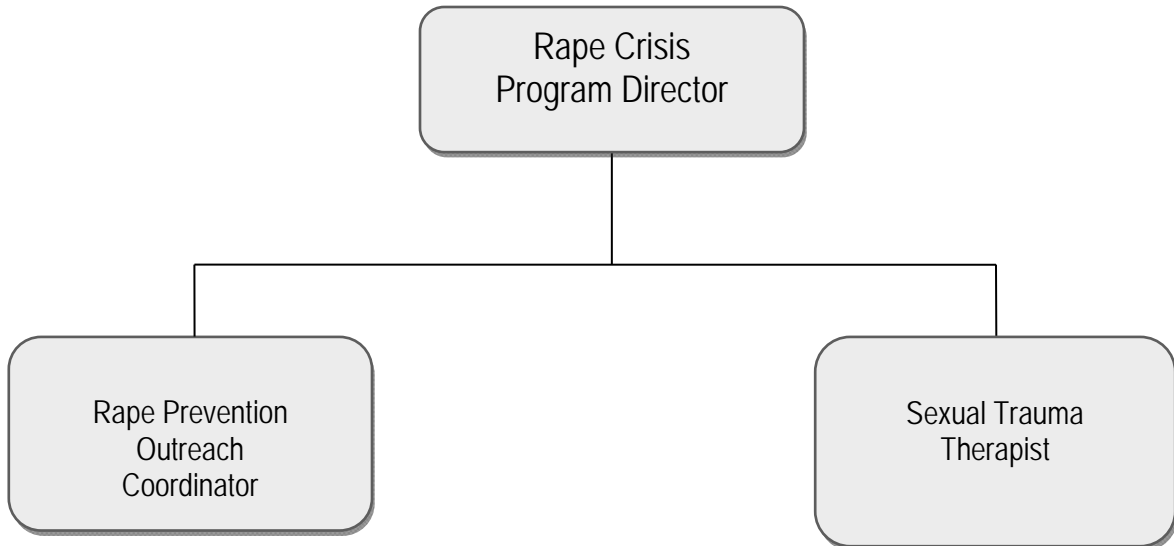 Rape Crisis
Program Director
Rape Prevention
Outreach
Coordinator
Sexual Trauma
Therapist